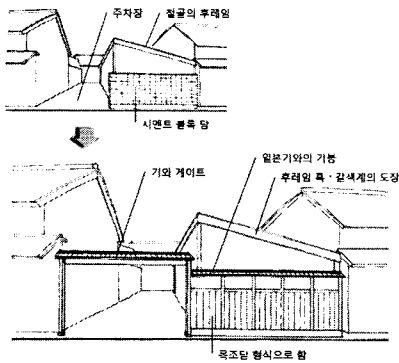 주차장
철골의 후레임
시멘트 블록 담
기와 게이트
일본기와의 기둥
후레임 흑·갈색계의 도장
목조담 형식으로 함